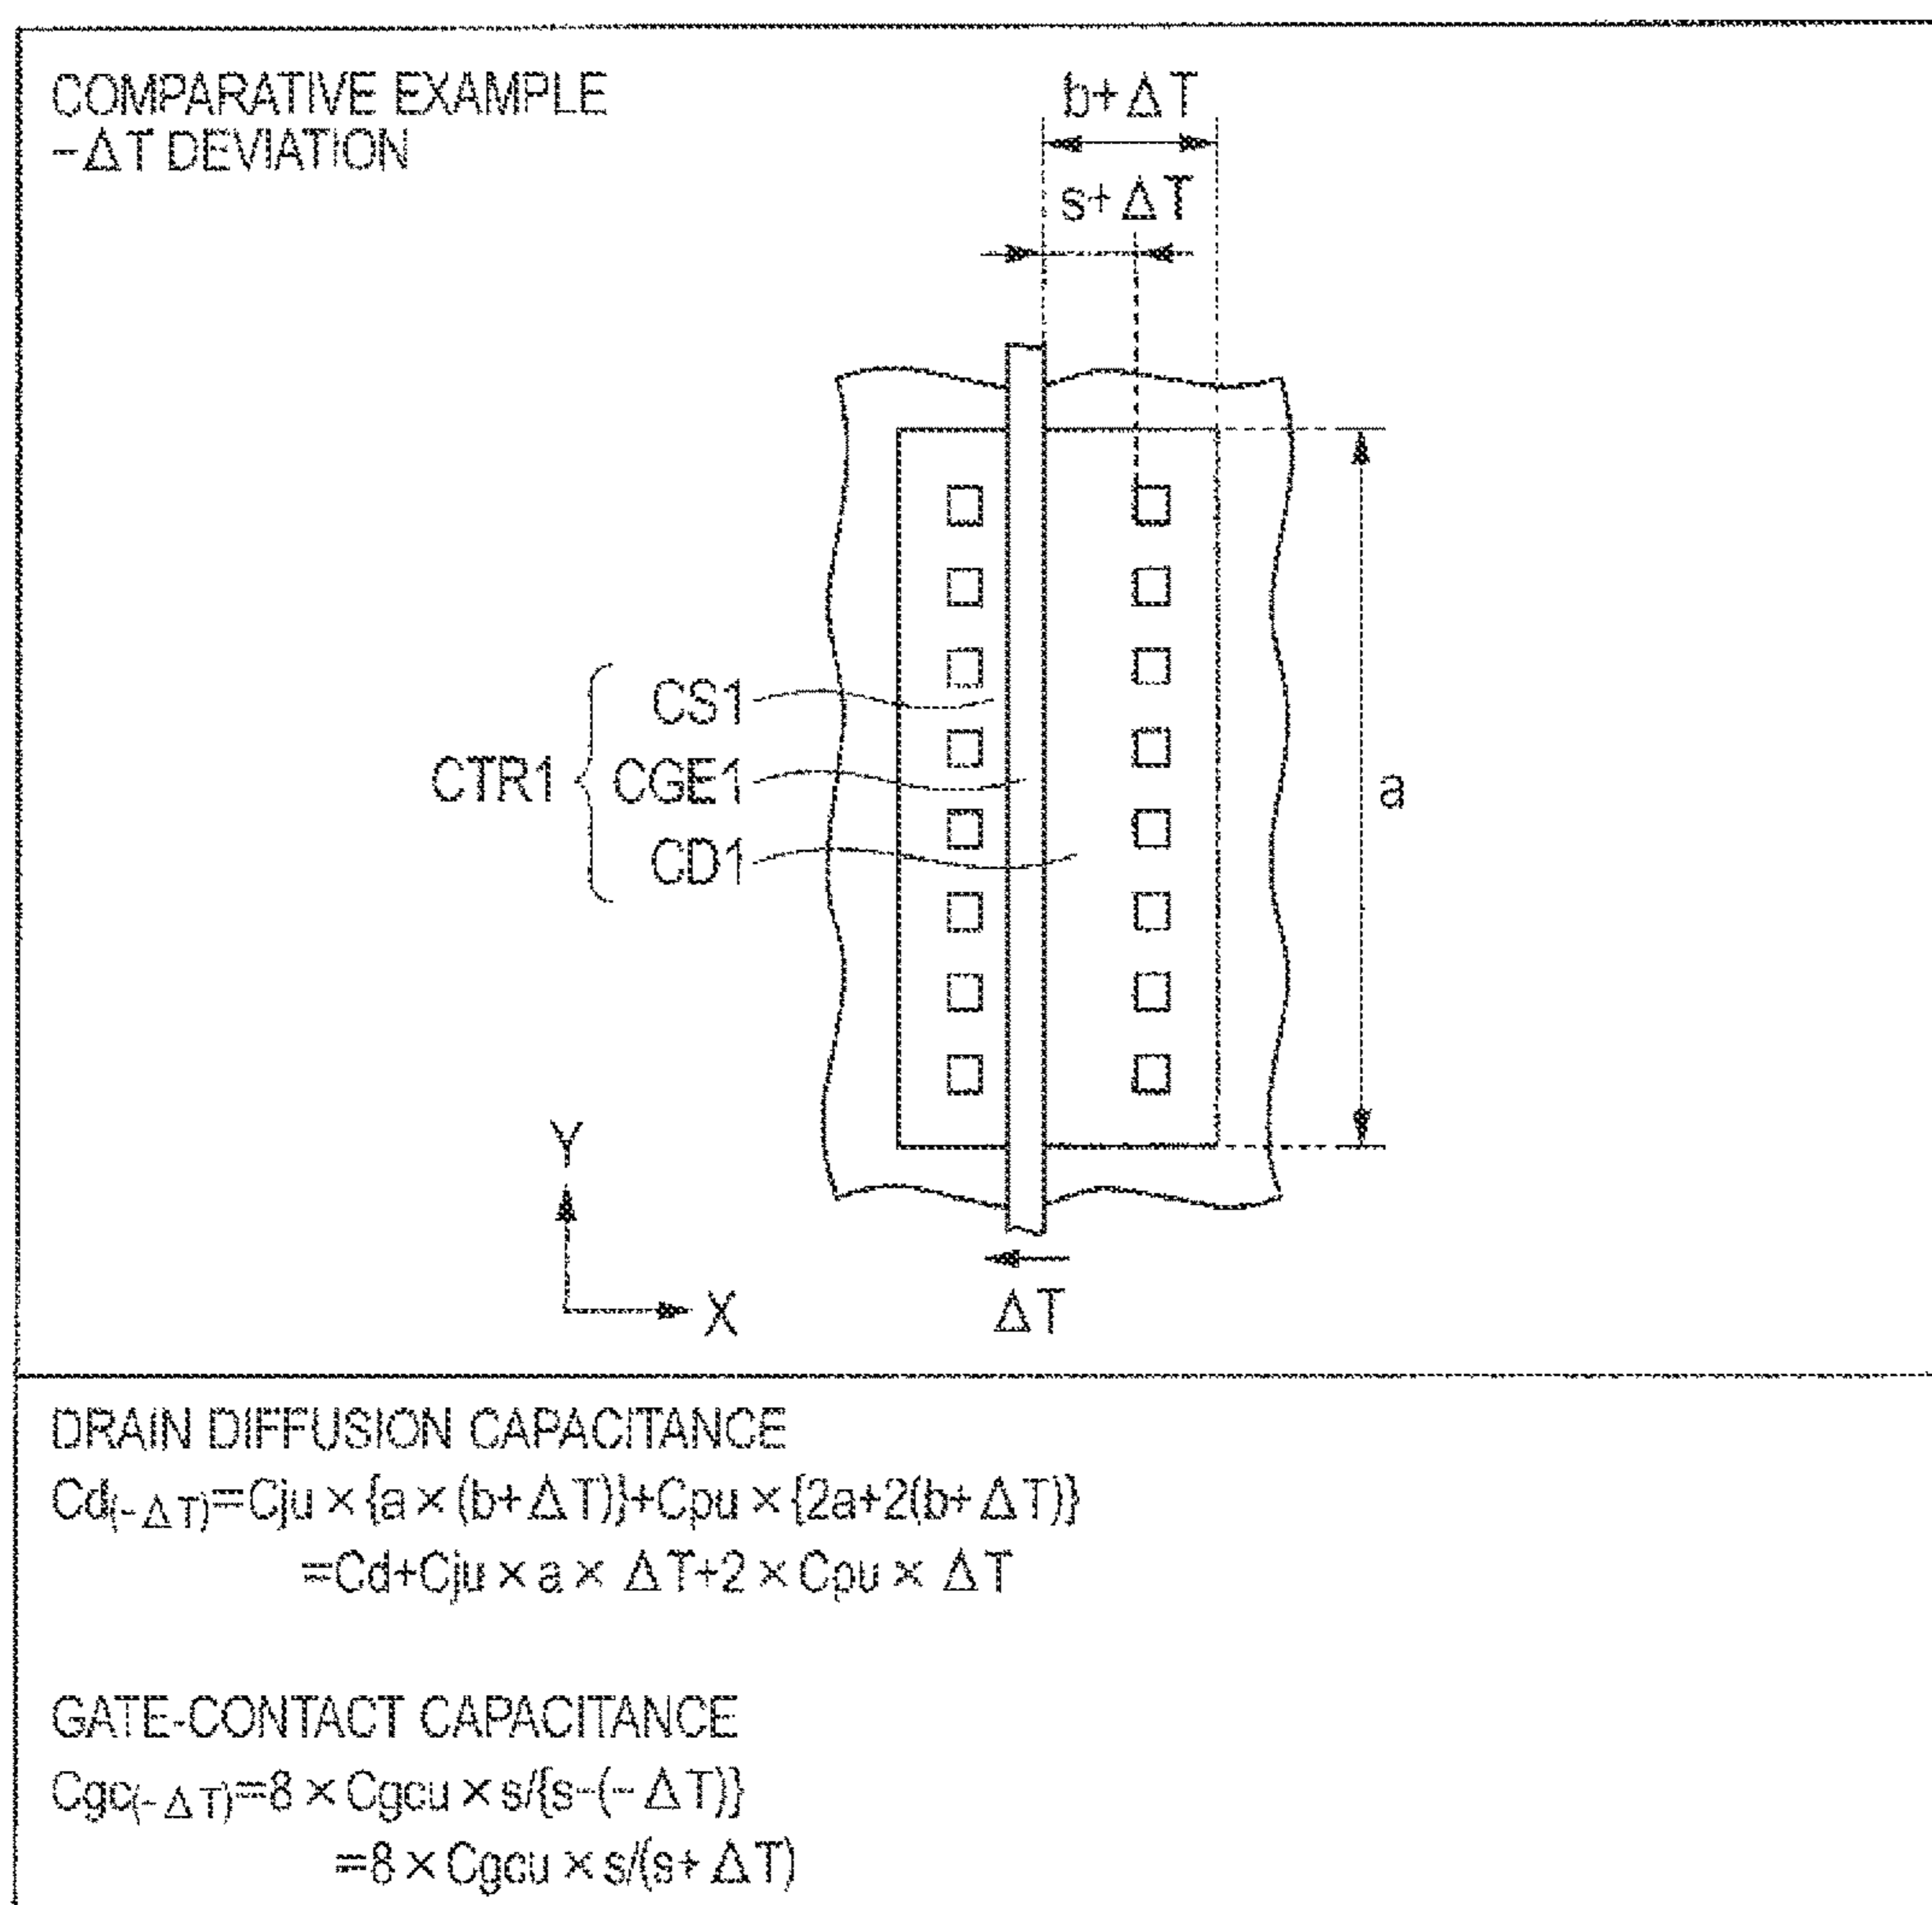 COMPARATIVE EXAMPLE
-ΔT DEVIATION
b+ΔT
s+ΔT
CS1
CTR1
CGE1
CD1
a
Y
X
ΔT
DRAIN DIFFUSION CAPACITANCE
Cd(-ΔT)=Cju×{a×(b+ΔT)}+Cpu×{2a+2(b+ΔT)}
=Cd+Cju×a×ΔT+2×Cpu×ΔT
GATE-CONTACT CAPACITANCE
Cgc(-ΔT)=8×Cgcu×s/{s-(-ΔT)}
=8×Cgcu×s/(s+ΔT)